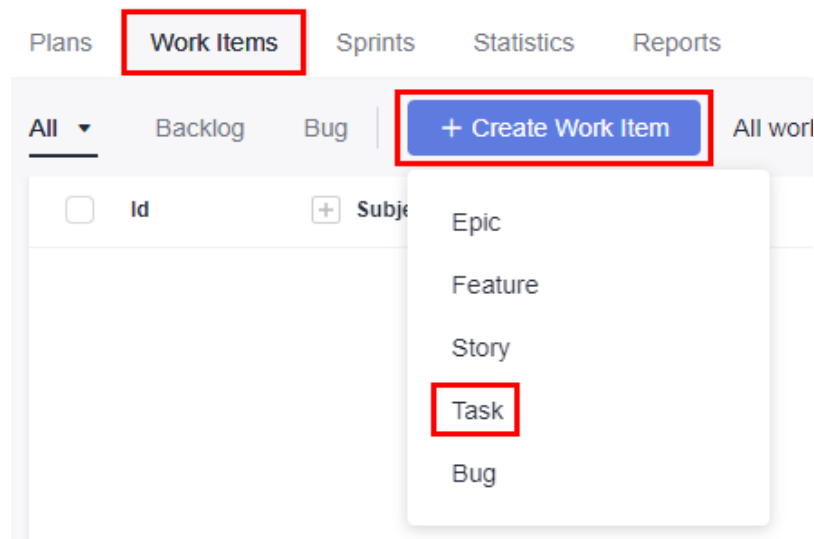 Plans Work Items Sprints Statistics Reports
All Backlog Bug + Create Work Item All
Id Subje
Epic
Feature
Story
Task
Bug